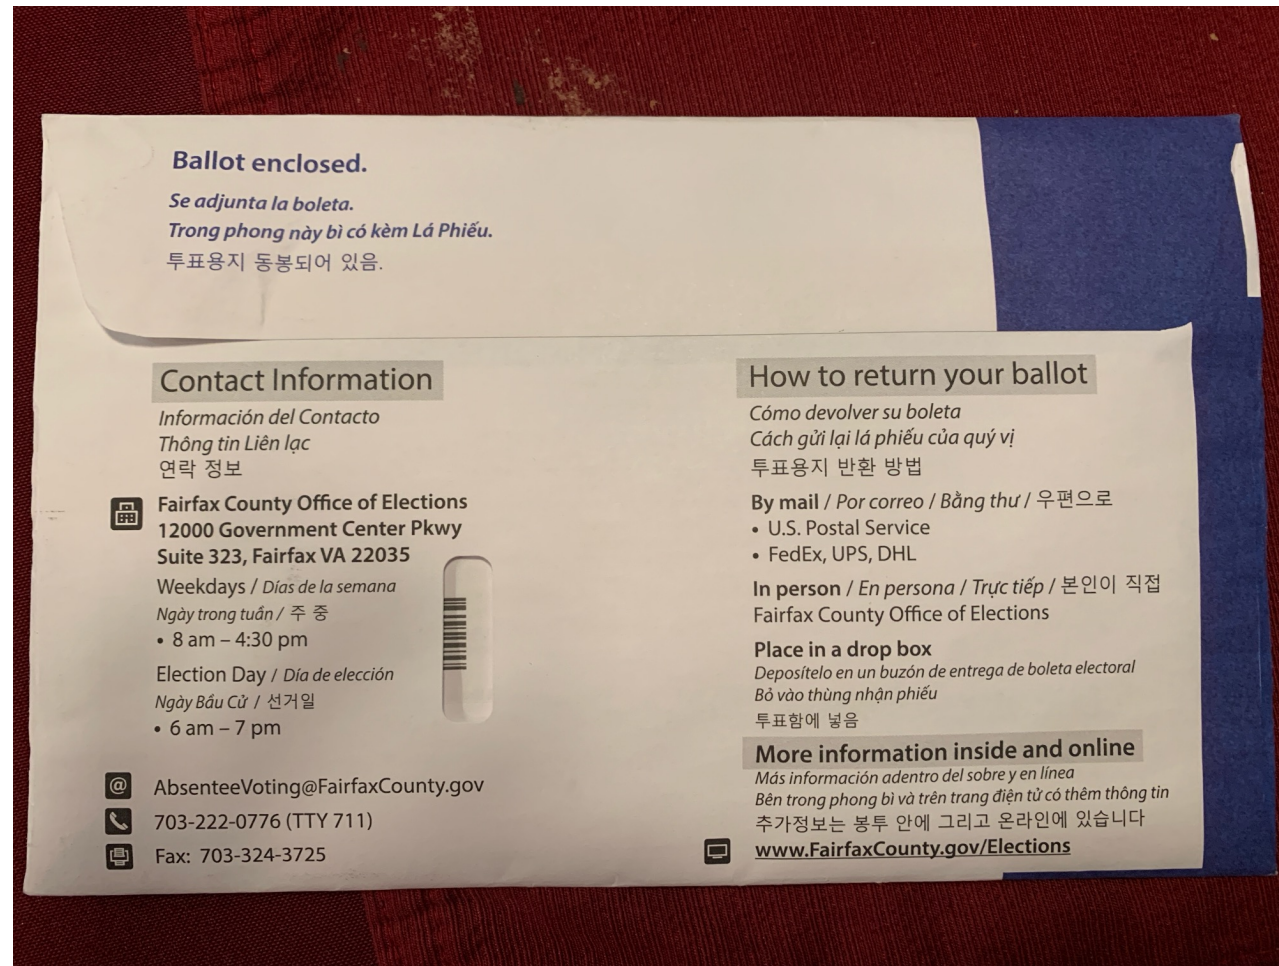 Ballot enclosed.
Se adjunta la boleta.
Trong phong này bì có kèm Lá Phiếu.
투표용지 동봉되어 있음.
Contact Information
Información del Contacto
Thông tin Liên lạc
연락 정보
Fairfax County Office of Elections
12000 Government Center Pkwy
Suite 323, Fairfax VA 22035
Weekdays / Días de la semana
Ngày trong tuần / 주 중
• 8 am – 4:30 pm
Election Day / Día de elección
Ngày Bầu Cử / 선거일
• 6 am – 7 pm
@ AbsenteeVoting@FairfaxCounty.gov
703-222-0776 (TTY 711)
Fax: 703-324-3725
How to return your ballot
Cómo devolver su boleta
Cách gửi lại lá phiếu của quý vị
투표용지 반환 방법
By mail / Por correo / Bằng thư / 우편으로
• U.S. Postal Service
• FedEx, UPS, DHL
In person / En persona / Trực tiếp / 본인이 직접
Fairfax County Office of Elections
Place in a drop box
Deposítelo en un buzón de entrega de boleta electoral
Bỏ vào thùng nhận phiếu
투표함에 넣음
More information inside and online
Más información adentro del sobre y en línea
Bên trong phong bì và trên trang điện tử có thêm thông tin
추가정보는 봉투 안에 그리고 온라인에 있습니다
www.FairfaxCounty.gov/Elections